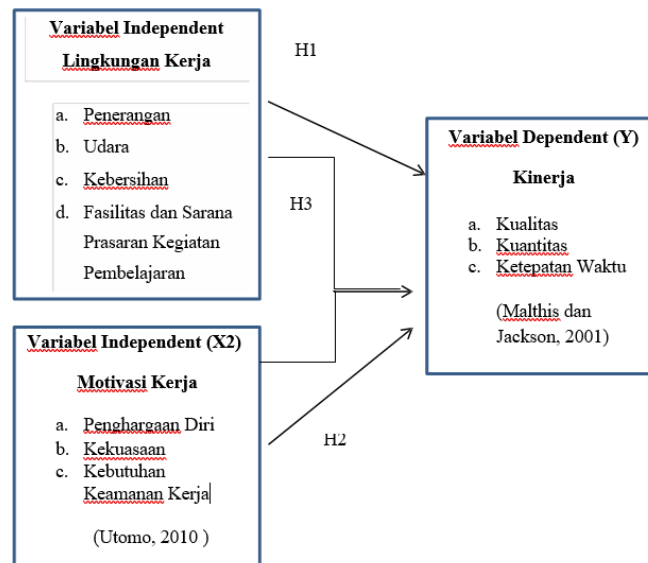 Variabel Independent
Lingkungan Kerja
a. Penerangan
b. Udara
c. Kebersihan
d. Fasilitas dan Sarana
Prasaran Kegiatan
Pembelajaran
H1
H3
Variabel Dependent (Y)
Kinerja
a. Kualitas
b. Kuantitas
c. Ketepatan Waktu
(Malthis dan
Jackson, 2001)
Variabel Independent (X2)
Motivasi Kerja
a. Penghargaan Diri
b. Kekuasaan
c. Kebutuhan
Keamanan Kerja
(Utomo, 2010 )
H2